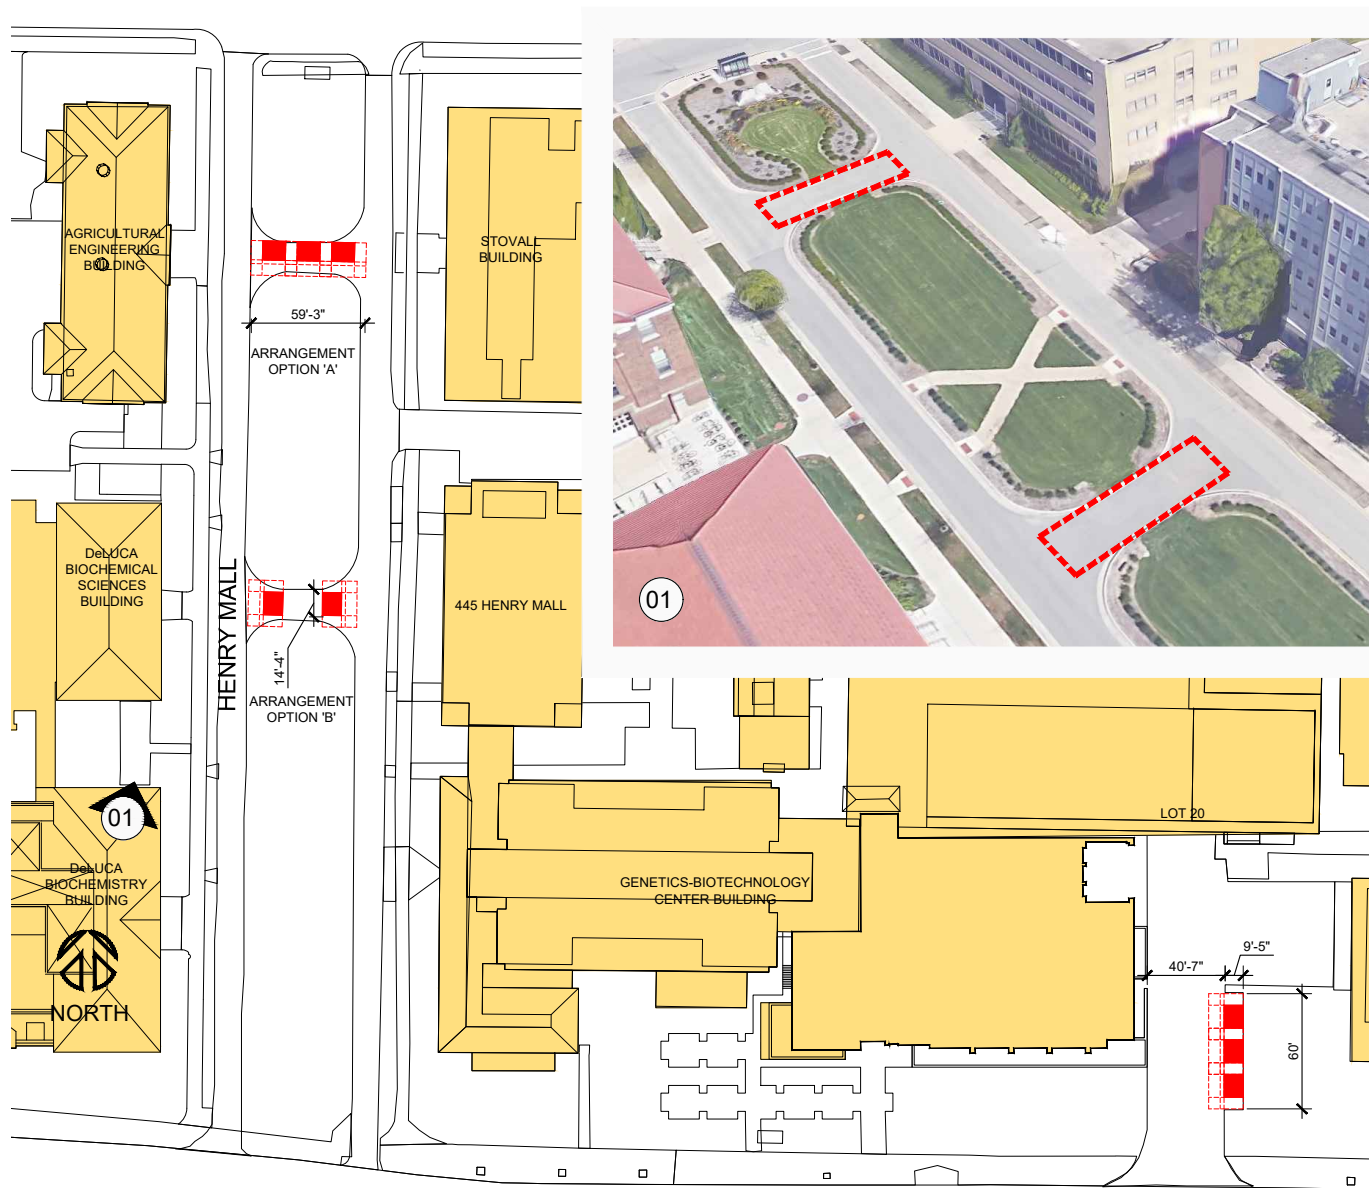 AGRICULTURAL
ENGINEERING
BUILDING
STOVALL
BUILDING
59'-3"
ARRANGEMENT
OPTION 'A'
DeLUCA
BIOCHEMICAL
SCIENCES
BUILDING
HENRY MALL
445 HENRY MALL
14'-4"
ARRANGEMENT
OPTION 'B'
01
01
DeLUCA
BIOCHEMISTRY
BUILDING
NORTH
GENETICS-BIOTECHNOLOGY
CENTER BUILDING
LOT 20
40'-7"
9'-5"
60'